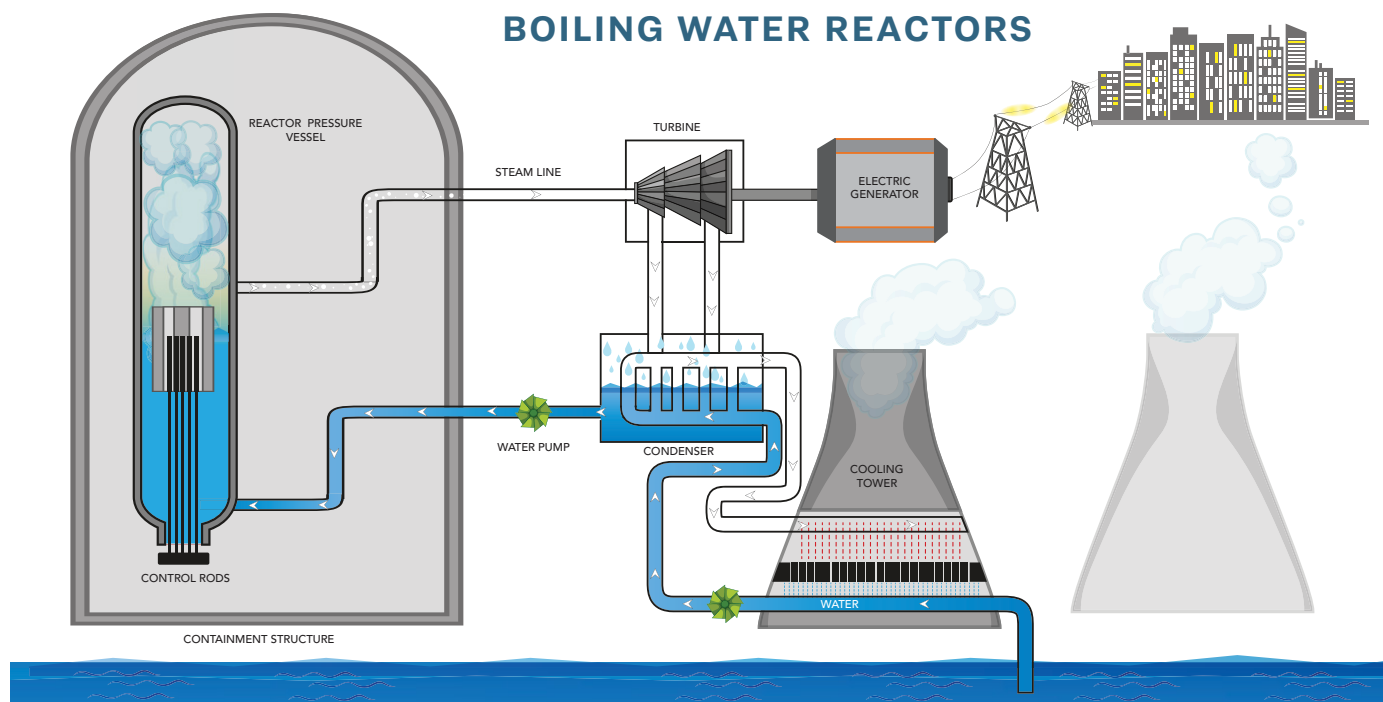 BOILING WATER REACTORS
REACTOR PRESSURE
VESSEL
TURBINE
STEAM LINE
ELECTRIC
GENERATOR
WATER PUMP
CONDENSER
COOLING
TOWER
CONTROL RODS
WATER
CONTAINMENT STRUCTURE